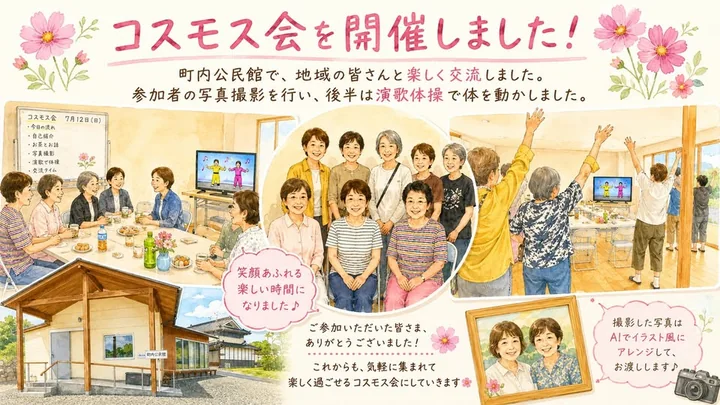 コスモス会を開催しました！
町内公民館で、地域の皆さんと楽しく交流しました。
参加者の写真撮影を行い、後半は演歌体操で体を動かしました。
コスモス会 7月12日(日)
・今日の流れ
・自己紹介
・お茶とお話
・写真撮影
・演歌で体操
・交流タイム
笑顔あふれる
楽しい時間に
なりました♪
町内公民館
ご参加いただいた皆さま、
ありがとうございました！
これからも、気軽に集まれて
楽しく過ごせるコスモス会にしていきます
撮影した写真は
AIでイラスト風に
アレンジして、
お渡しします♪